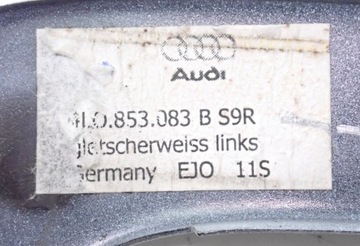 Audi
4L0.853.083 B S9R
gletscherweiss links
Germany EJO 11S